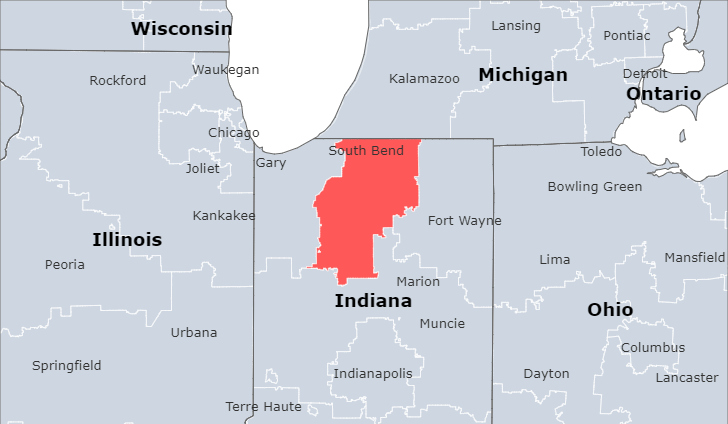 Wisconsin
Lansing
Pontiac
Waukegan
Rockford
Kalamazoo
Michigan
Detroit
Ontario
Chicago
South Bend
Toledo
Gary
Joliet
Bowling Green
Kankakee
Fort Wayne
Illinois
Peoria
Lima
Mansfield
Marion
Indiana
Ohio
Muncie
Urbana
Columbus
Springfield
Indianapolis
Dayton
Lancaster
Terre Haute